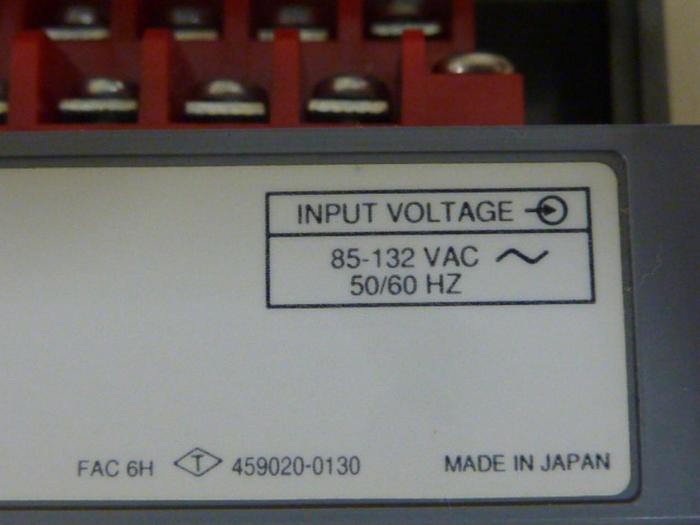 INPUT VOLTAGE
85-132 VAC
50/60 HZ
FAC 6H T 459020-0130 MADE IN JAPAN